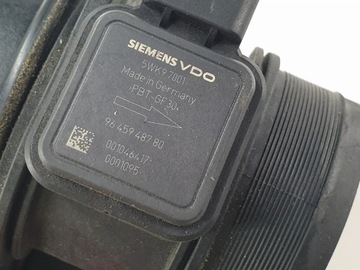 SIEMENS VDO
5WK97001
Made in Germany
>PBT-GF30<
96 459 487 80
001046417
0001095